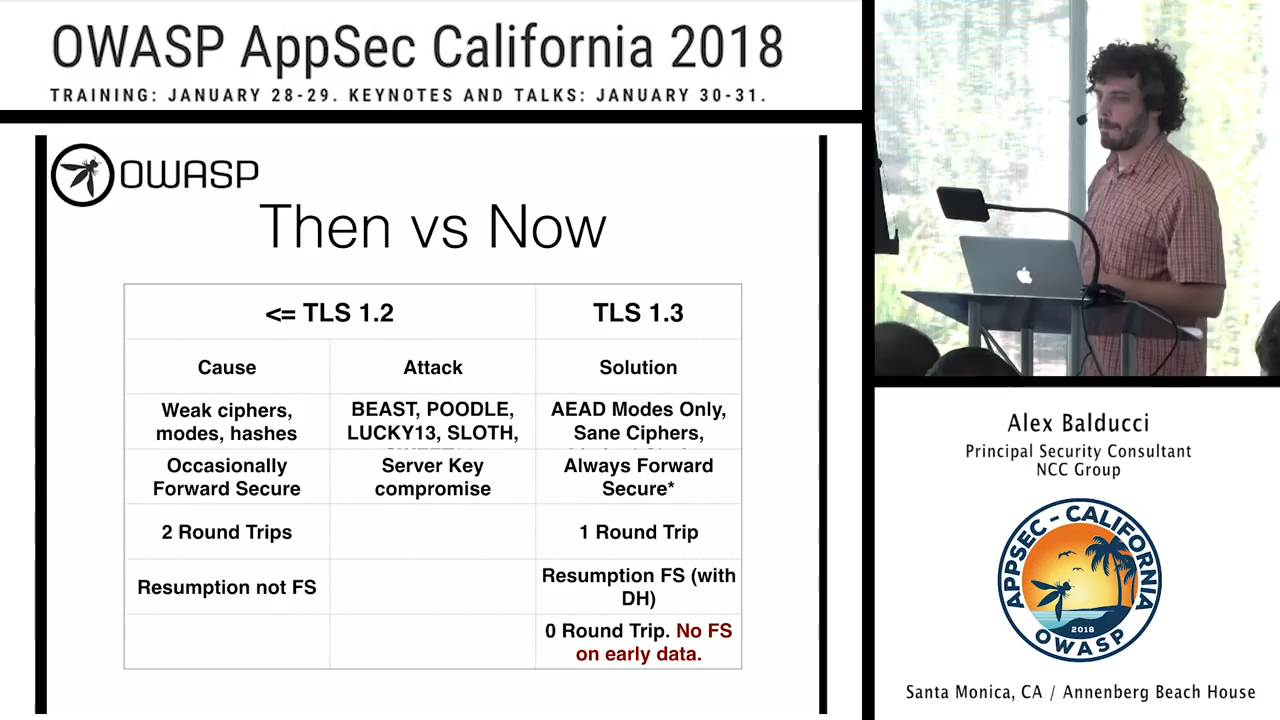 OWASP AppSec California 2018
TRAINING: JANUARY 28-29. KEYNOTES AND TALKS: JANUARY 30-31.
OWASP
Then vs Now
<= TLS 1.2
TLS 1.3
Cause
Attack
Solution
Weak ciphers,
modes, hashes
BEAST, POODLE,
LUCKY13, SLOTH,
AEAD Modes Only,
Sane Ciphers,
Occasionally
Forward Secure
Server Key
compromise
Always Forward
Secure*
2 Round Trips
1 Round Trip
Resumption not FS
Resumption FS (with
DH)
0 Round Trip. No FS
on early data.
Alex Balducci
Principal Security Consultant
NCC Group
APPSEC - CALIFORNIA
2018
OWASP
Santa Monica, CA / Annenberg Beach House